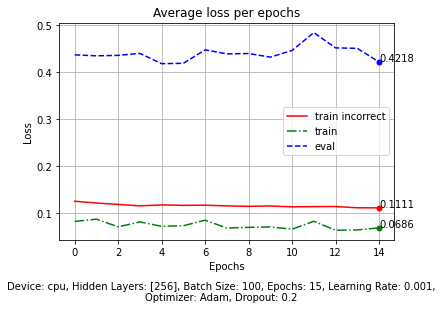 Average loss per epochs
0.5
0.4
0.3
0.2
0.1
Loss
0.4218
0.1111
0.0686
train incorrect
train
eval
0 2 4 6 8 10 12 14
Epochs
Device: cpu, Hidden Layers: [256], Batch Size: 100, Epochs: 15, Learning Rate: 0.001,
Optimizer: Adam, Dropout: 0.2